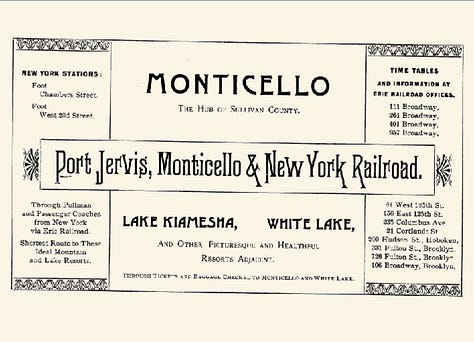 NEW YORK STATIONS:
Foot
Chambers Street.
Foot
West 23d Street.
MONTICELLO
THE HUB OF SULLIVAN COUNTY.
TIME TABLES
AND INFORMATION AT
ERIE RAILROAD OFFICES.
111 Broadway,
261 Broadway,
401 Broadway,
957 Broadway,
Port Jervis, Monticello & New York Railroad.
Through Pullman
and Passenger Coaches
from New York
via Erie Railroad.
Shortest Route to These
Ideal Mountain
and Lake Resorts.
LAKE KIAMESHA, WHITE LAKE,
AND OTHER PICTURESQUE AND HEALTHFUL
RESORTS ADJACENT.
THROUGH TICKETS AND BAGGAGE CHECKED TO MONTICELLO AND WHITE LAKE.
West 125th St.
East 125th St.
Columbus Ave
21 Cortlandt St
Hudson St., Hoboken,
331 Fulton St., Brooklyn
Fulton St., Brooklyn
106 Broadway, Brooklyn